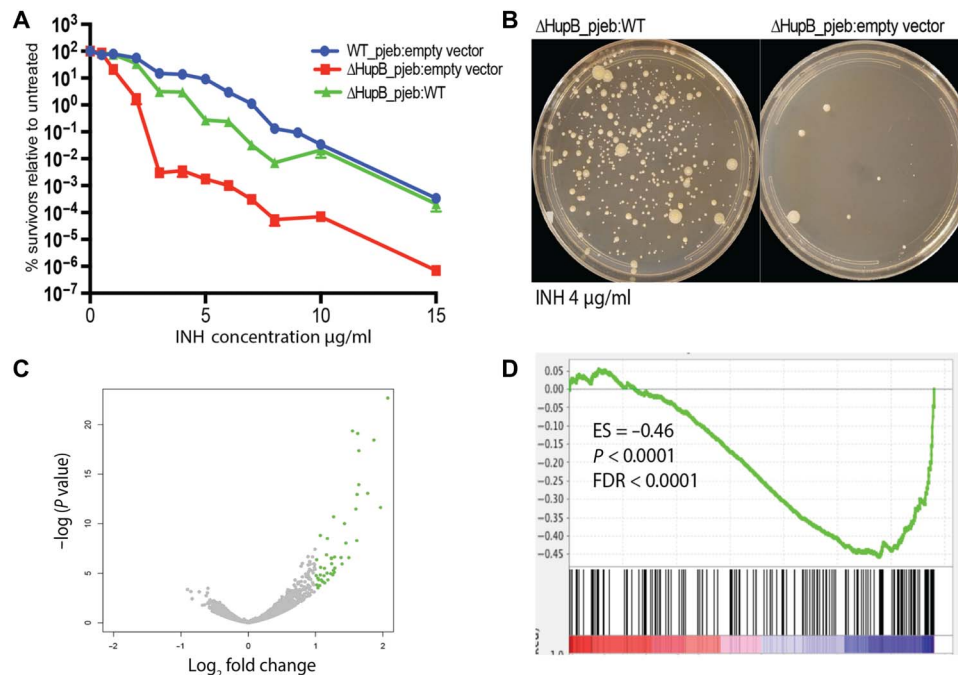 A
10³
10²
10¹
10⁰
10⁻¹
10⁻²
10⁻³
10⁻⁴
10⁻⁵
10⁻⁶
10⁻⁷
% survivors relative to untreated
0
5
10
15
INH concentration µg/ml
WT_pjeb:empty vector
ΔHupB_pjeb:empty vector
ΔHupB_pjeb:WT
B
ΔHupB_pjeb:WT
ΔHupB_pjeb:empty vector
INH 4 µg/ml
C
20
15
10
5
0
−log (P value)
−2
−1
0
1
2
Log₂ fold change
D
0.05
0.00
−0.05
−0.10
−0.15
−0.20
−0.25
−0.30
−0.35
−0.40
−0.45
ES = −0.46
P < 0.0001
FDR < 0.0001